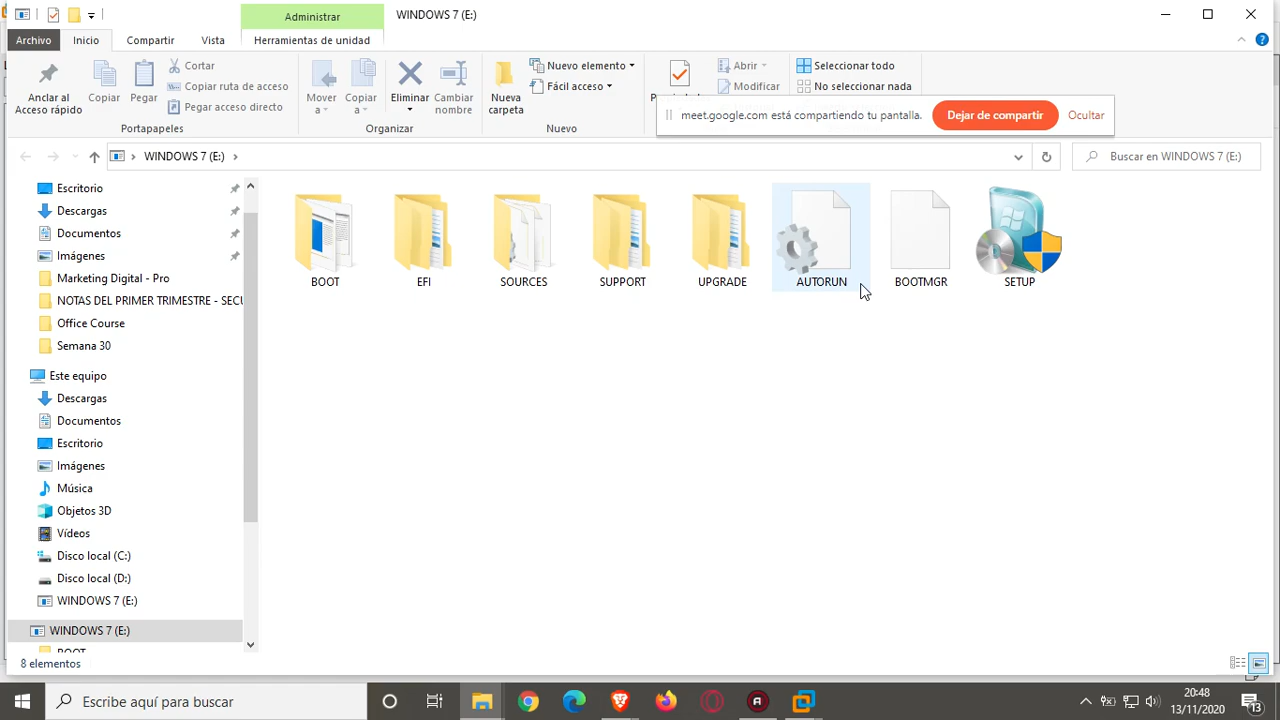 Administrar
WINDOWS 7 (E:)
Archivo
Inicio
Compartir
Vista
Herramientas de unidad
Anclar al
Acceso rápido
Copiar
Pegar
Cortar
Copiar ruta de acceso
Pegar acceso directo
Portapapeles
Mover
a
Copiar
a
Eliminar
Cambiar
nombre
Organizar
Nueva
carpeta
Nuevo elemento
Fácil acceso
Nuevo
Abrir
Modificar
Seleccionar todo
No seleccionar nada
meet.google.com está compartiendo tu pantalla.
Dejar de compartir
Ocultar
WINDOWS 7 (E:)
Buscar en WINDOWS 7 (E:)
Escritorio
Descargas
Documentos
Imágenes
Marketing Digital - Pro
NOTAS DEL PRIMER TRIMESTRE - SECU
Office Course
Semana 30
Este equipo
Descargas
Documentos
Escritorio
Imágenes
Música
Objetos 3D
Vídeos
Disco local (C:)
Disco local (D:)
WINDOWS 7 (E:)
WINDOWS 7 (E:)
BOOT
BOOT
EFI
SOURCES
SUPPORT
UPGRADE
AUTORUN
BOOTMGR
SETUP
8 elementos
Escribe aquí para buscar
20:48
13/11/2020
13